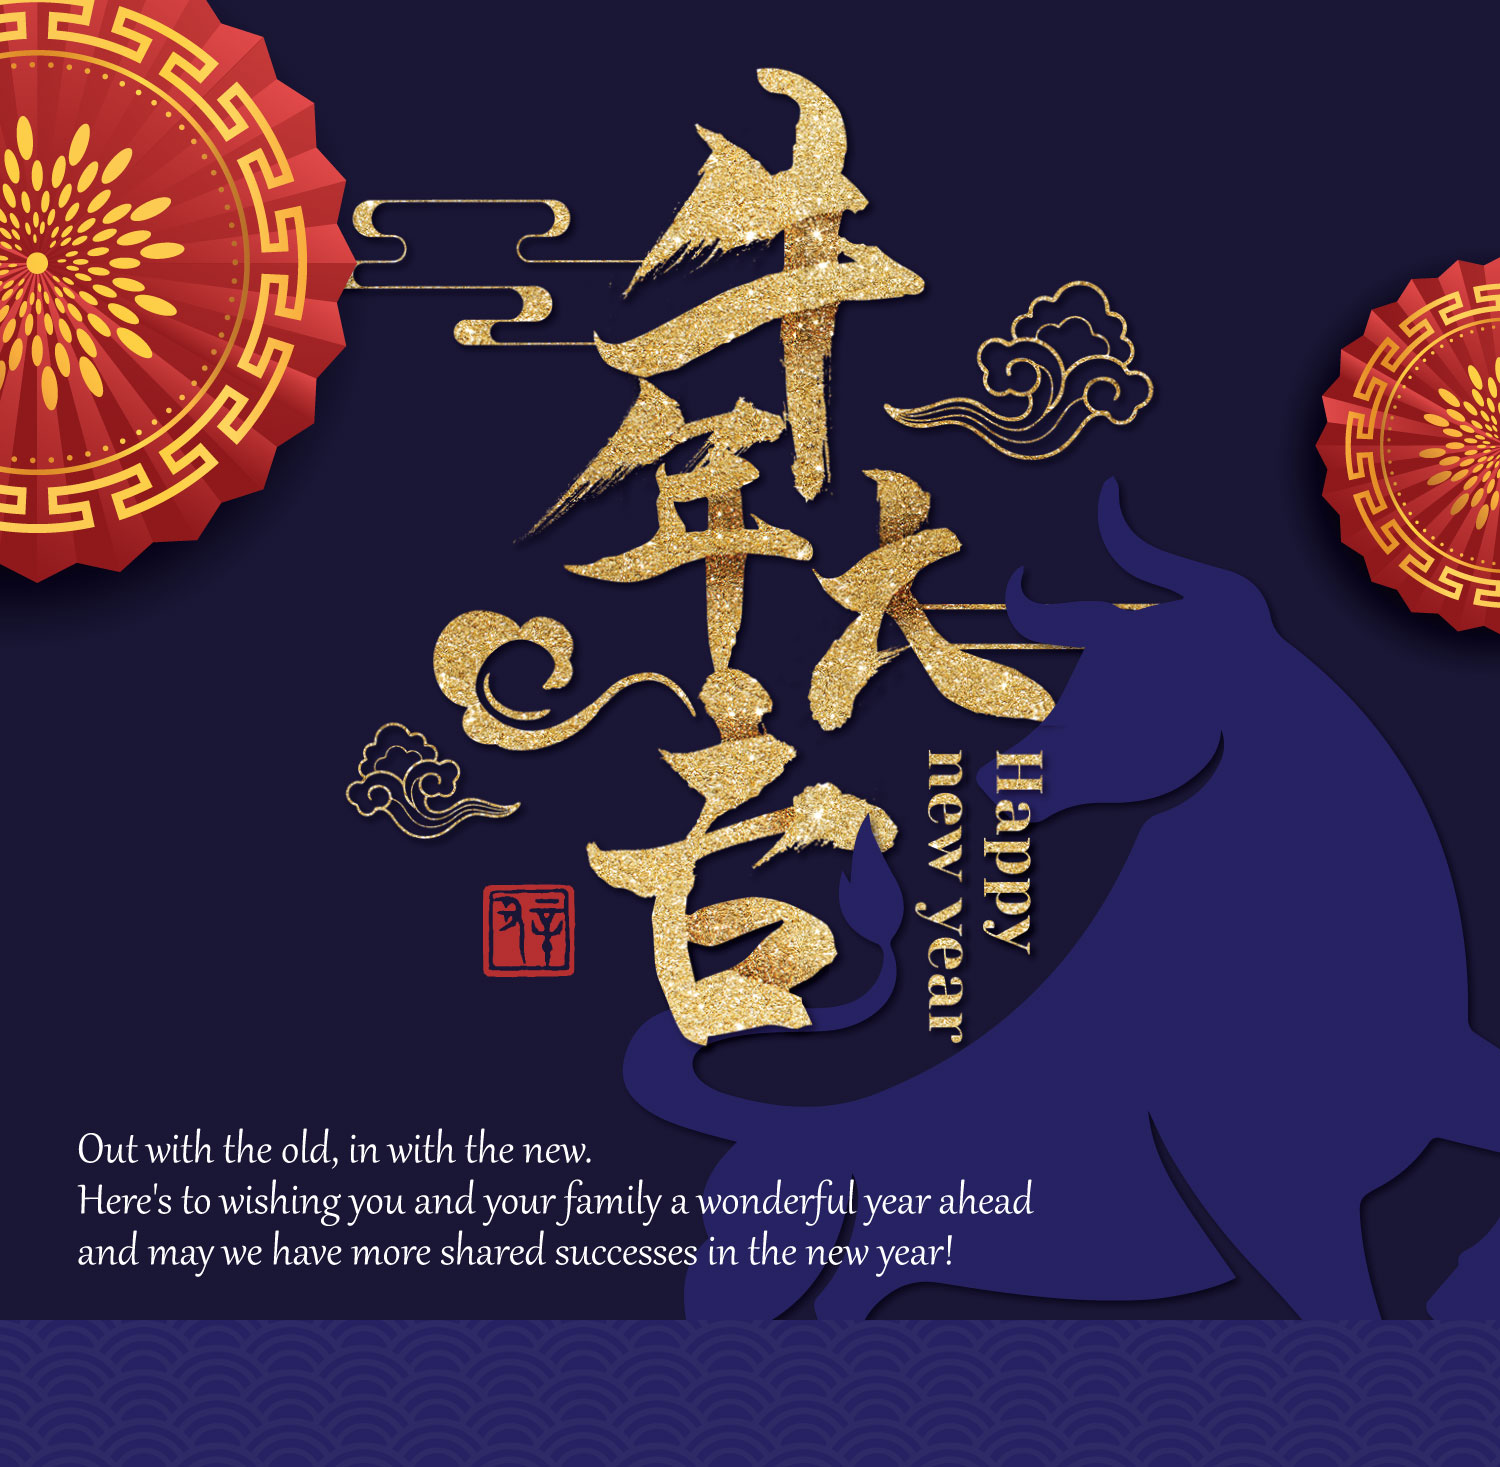 牛年大吉
Happy
new year
Out with the old, in with the new.
Here's to wishing you and your family a wonderful year ahead
and may we have more shared successes in the new year!